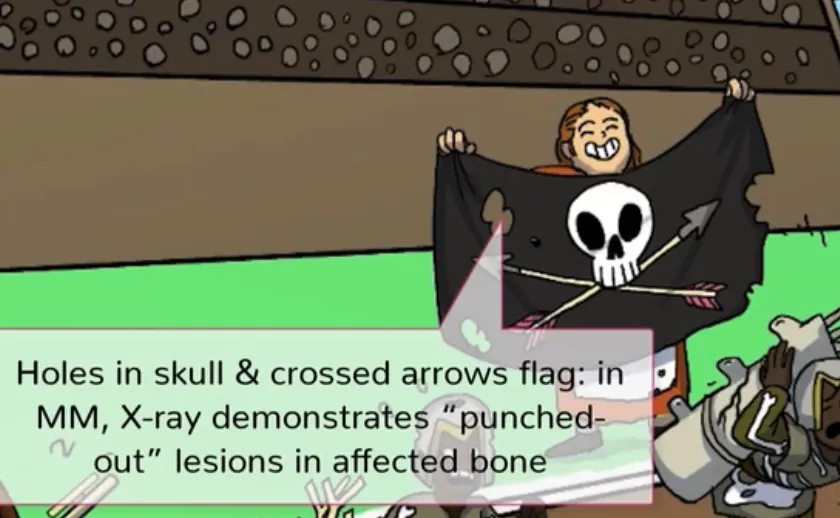 Holes in skull & crossed arrows flag: in
MM, X-ray demonstrates “punched-
out” lesions in affected bone